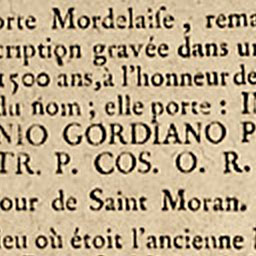 orte Mordelaiſe, rema
cription gravée dans un
1500 ans, à l'honneur de
du nom ; elle porte : I
NIO GORDIANO P
TR. P. COS. O. R.
our de Saint Moran.
ieu où étoit l'ancienne